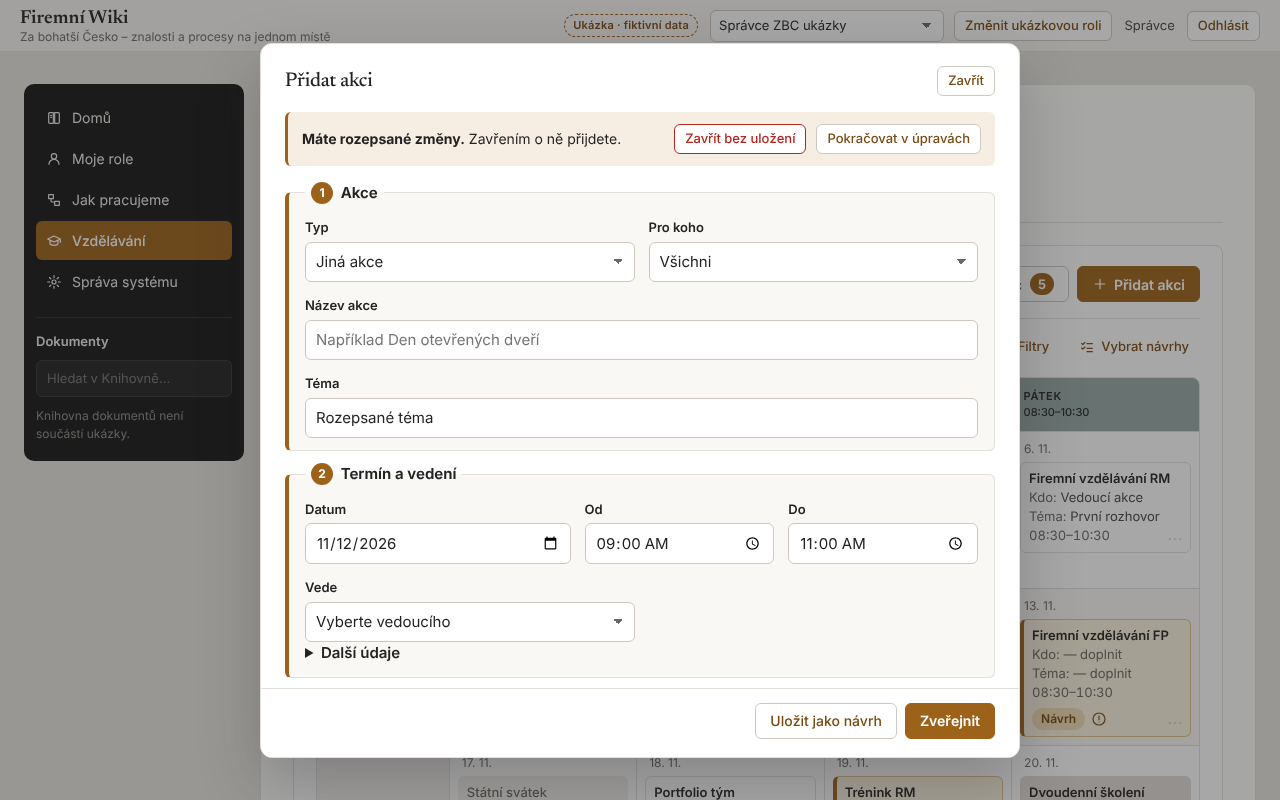 Firemní Wiki
Za bohatší Česko – znalosti a procesy na jednom místě
Ukázka · fiktivní data
Správce ZBC ukázky
Změnit ukázkovou roli
Správce
Odhlásit
Domů
Moje role
Jak pracujeme
Vzdělávání
Správa systému
Dokumenty
Hledat v Knihovně...
Knihovna dokumentů není
součástí ukázky.
Přidat akci
Zavřít
Máte rozepsané změny. Zavřením o ně přijdete.
Zavřít bez uložení
Pokračovat v úpravách
1 Akce
Typ
Pro koho
Jiná akce
Všichni
Název akce
Například Den otevřených dveří
Téma
Rozepsané téma
2 Termín a vedení
Datum
Od
Do
11/12/2026
09:00 AM
11:00 AM
Vede
Vyberte vedoucího
Další údaje
Uložit jako návrh
Zveřejnit
5
+ Přidat akci
Filtry
Vybrat návrhy
PÁTEK
08:30–10:30
6. 11.
Firemní vzdělávání RM
Kdo: Vedoucí akce
Téma: První rozhovor
08:30–10:30
...
13. 11.
Firemní vzdělávání FP
Kdo: — doplnit
Téma: — doplnit
08:30–10:30
Návrh
...
17. 11.
18. 11.
19. 11.
20. 11.
Státní svátek
Portfolio tým
Trénink RM
Dvoudenní školení